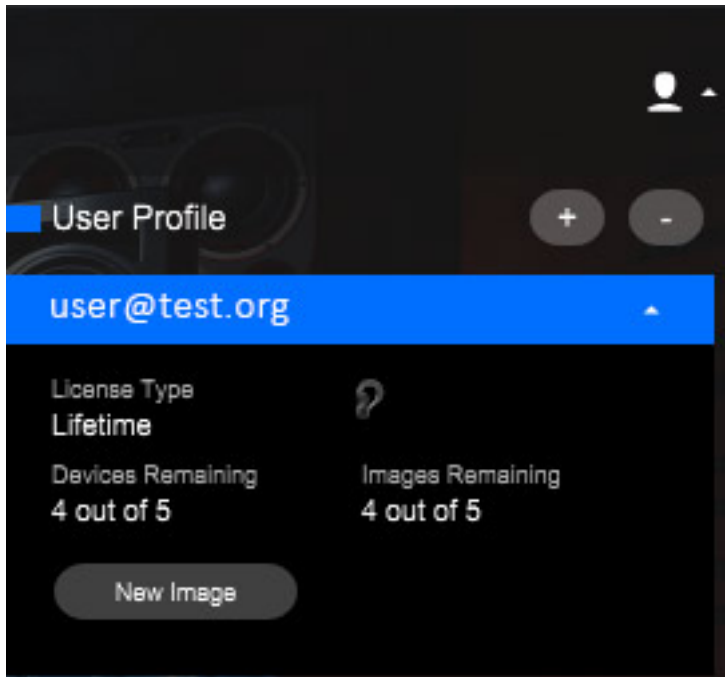 User Profile
+ -
user@test.org
License Type
Lifetime
Devices Remaining
4 out of 5
Images Remaining
4 out of 5
New Image